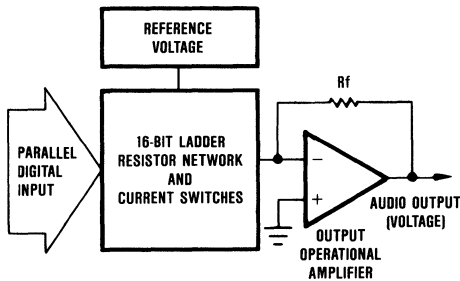 REFERENCE
VOLTAGE
Rf
PARALLEL
DIGITAL
INPUT
16-BIT LADDER
RESISTOR NETWORK
AND
CURRENT SWITCHES
−
+
AUDIO OUTPUT
(VOLTAGE)
OUTPUT
OPERATIONAL
AMPLIFIER